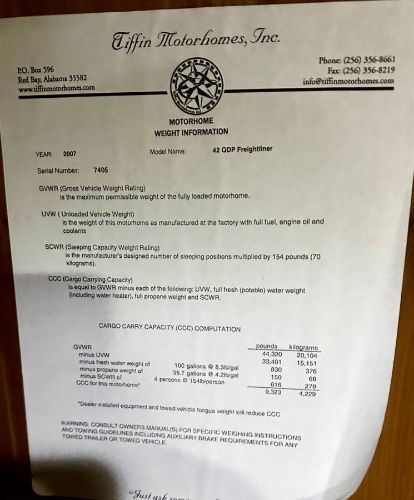 Tiffin Motorhomes, Inc.
P.O. Box 596
Red Bay, Alabama 35582
www.tiffinmotorhomes.com
Phone: (256) 356-8661
Fax: (256) 356-8219
info@tiffinmotorhomes.com
MOTORHOME
WEIGHT INFORMATION
YEAR: 2007 Model Name: 42 QDP Freightliner
Serial Number: 7405
GVWR (Gross Vehicle Weight Rating)
is the maximum permissible weight of the fully loaded motorhome.
UVW ( Unloaded Vehicle Weight)
is the weight of this motorhome as manufactured at the factory with full fuel, engine oil and
coolants
SCWR (Sleeping Capacity Weight Rating)
is the manufacturer's designed number of sleeping positions multiplied by 154 pounds (70
kilograms).
CCC (Cargo Carrying Capacity)
is equal to GVWR minus each of the following: UVW, full fresh (potable) water weight
(including water heater), full propane weight and SCWR.
CARGO CARRY CAPACITY (CCC) COMPUTATION
pounds kilograms
GVWR 44,320 20,104
minus UVW 33,401 15,151
minus fresh water weight of 100 gallons @ 8.3lb/gal 830 376
minus propane weight of 35.7 gallons @ 4.2lb/gal 150 68
minus SCWR of 4 persons @ 154lb/person 616 279
CCC for this motorhome* 9,323 4,229
*Dealer installed equipment and towed vehicle tongue weight will reduce CCC
WARNING: CONSULT OWNERS MANUAL(S) FOR SPECIFIC WEIGHING INSTRUCTIONS
AND TOWING GUIDELINES INCLUDING AUXILIARY BRAKE REQUIREMENTS FOR ANY
TOWED TRAILER OR TOWED VEHICLE.
"Just ask